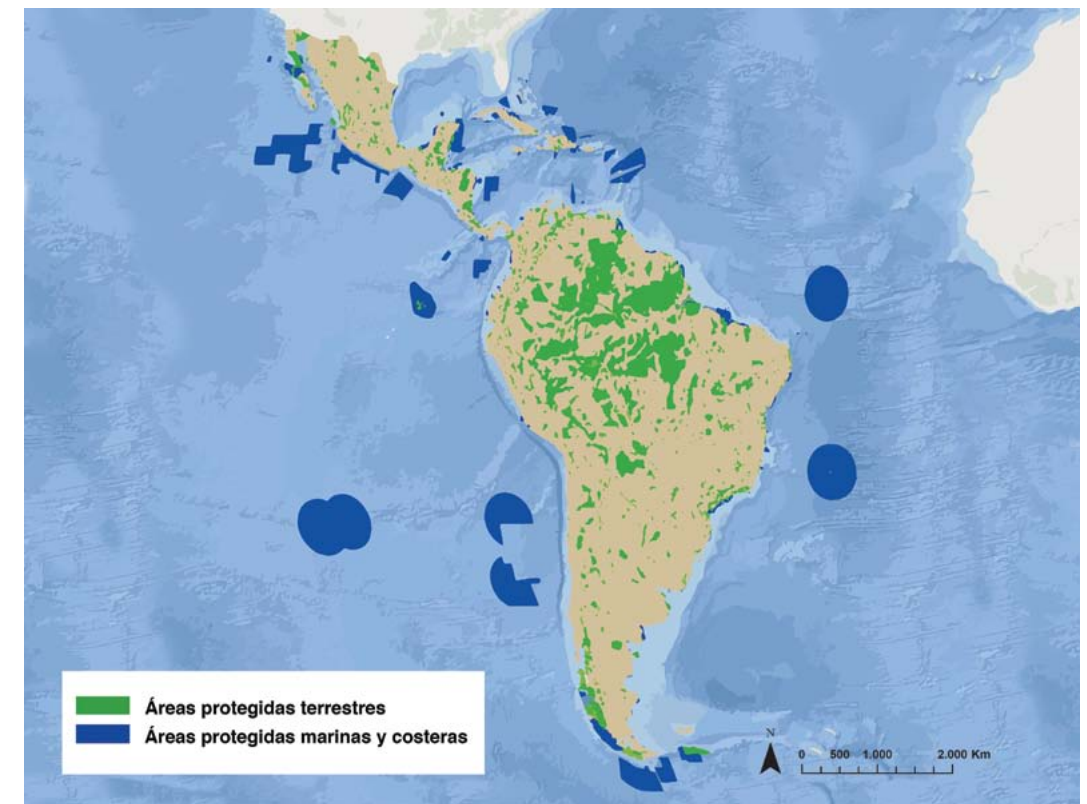 Áreas protegidas terrestres
Áreas protegidas marinas y costeras
N
0 500 1.000 2.000 Km